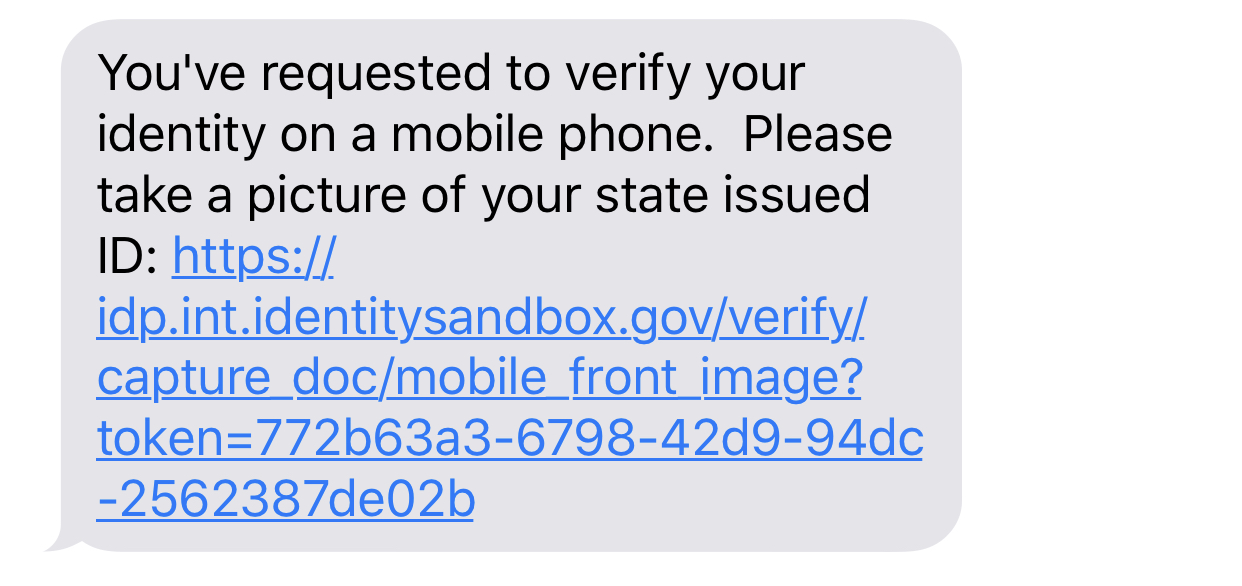 You've requested to verify your
identity on a mobile phone.  Please
take a picture of your state issued
ID: https://
idp.int.identitysandbox.gov/verify/
capture_doc/mobile_front_image?
token=772b63a3-6798-42d9-94dc
-2562387de02b